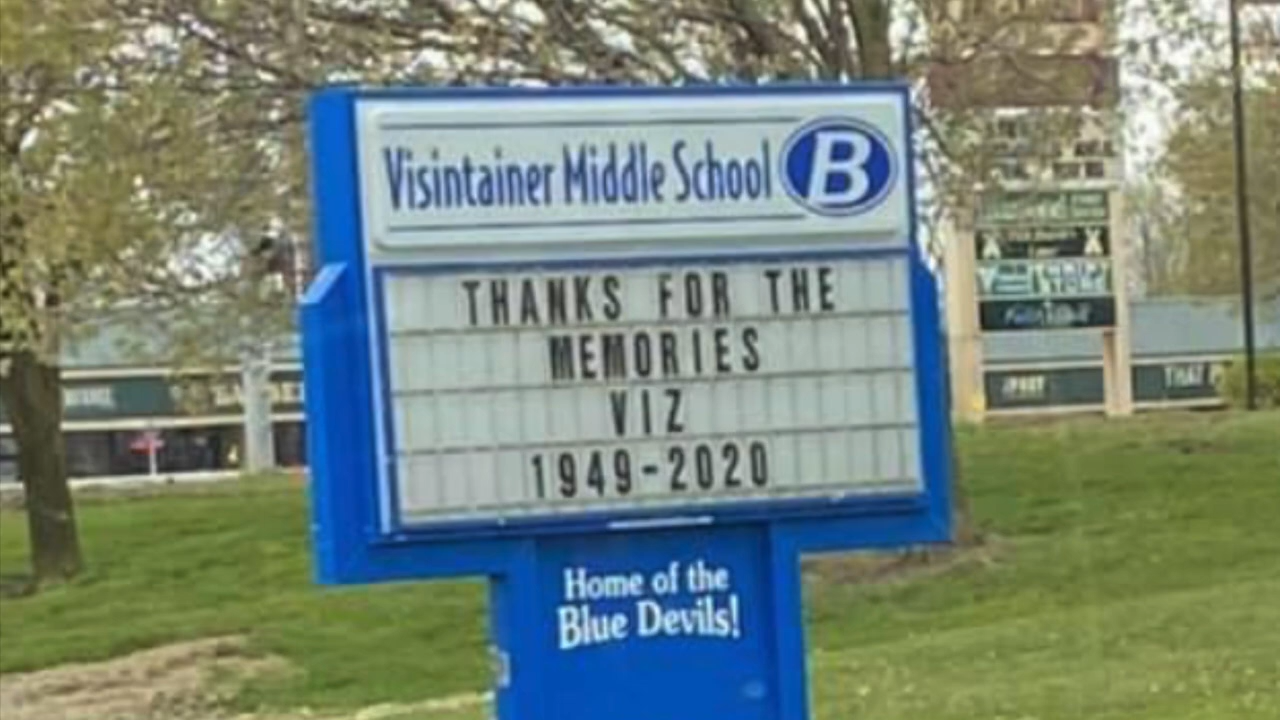 Visintainer Middle School B
THANKS FOR THE
MEMORIES
VIZ
1949-2020
Home of the
Blue Devils!